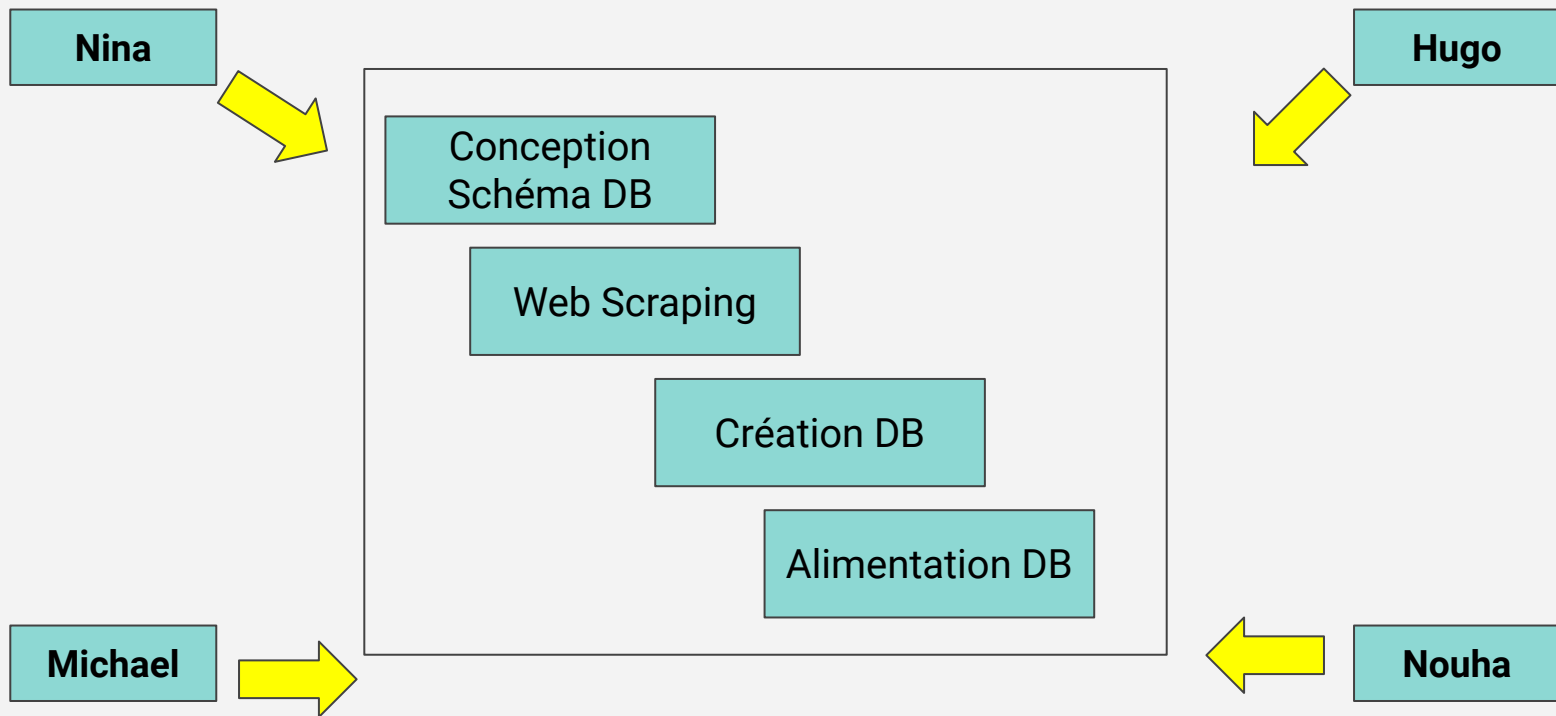 Nina
Hugo
Conception
Schéma DB
Web Scraping
Création DB
Alimentation DB
Michael
Nouha